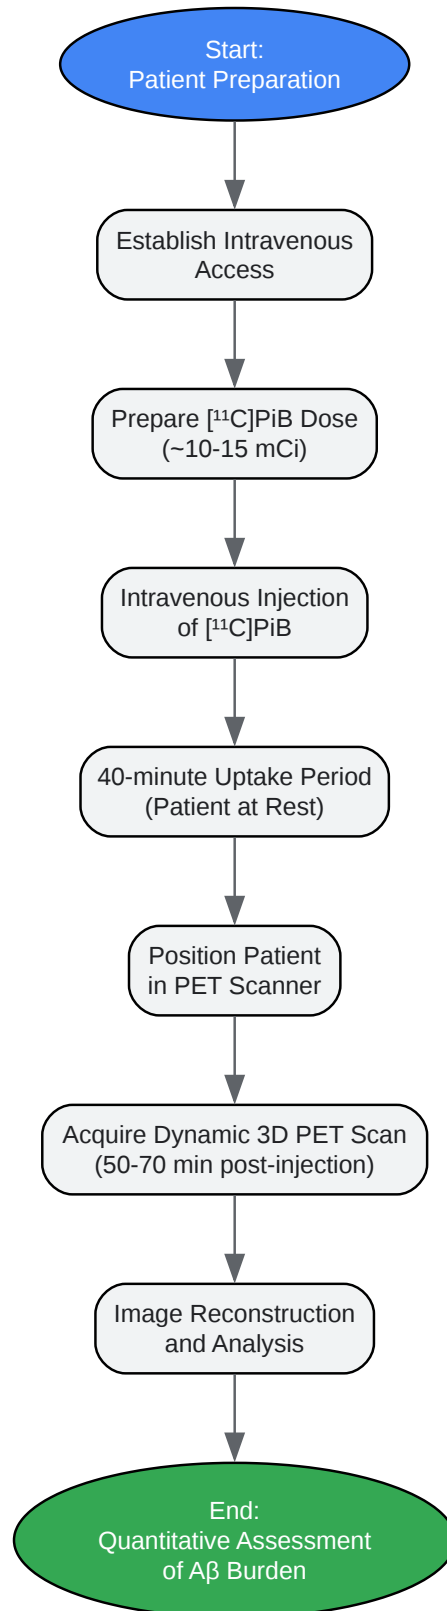 Start:
Patient Preparation
Establish Intravenous
Access
Prepare [¹¹C]PiB Dose
(~10-15 mCi)
Intravenous Injection
of [¹¹C]PiB
40-minute Uptake Period
(Patient at Rest)
Position Patient
in PET Scanner
Acquire Dynamic 3D PET Scan
(50-70 min post-injection)
Image Reconstruction
and Analysis
End:
Quantitative Assessment
of Aβ Burden